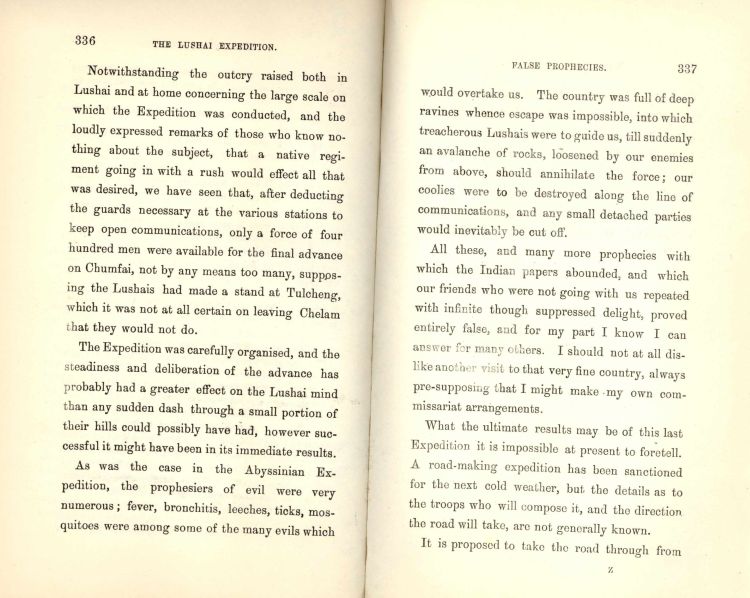 336
THE LUSHAI EXPEDITION.
Notwithstanding the outcry raised both in
Lushai and at home concerning the large scale on
which the Expedition was conducted, and the
loudly expressed remarks of those who know no-
thing about the subject, that a native regi-
ment going in with a rush would effect all that
was desired, we have seen that, after deducting
the guards necessary at the various stations to
keep open communications, only a force of four
hundred men were available for the final advance
on Chumfai, not by any means too many, suppos-
ing the Lushais had made a stand at Tulcheng,
which it was not at all certain on leaving Chelam
that they would not do.
The Expedition was carefully organised, and the
steadiness and deliberation of the advance has
probably had a greater effect on the Lushai mind
than any sudden dash through a small portion of
their hills could possibly have had, however suc-
cessful it might have been in its immediate results.
As was the case in the Abyssinian Ex-
pedition, the prophesiers of evil were very
numerous; fever, bronchitis, leeches, ticks, mos-
quitoes were among some of the many evils which
FALSE PROPHECIES.
337
would overtake us. The country was full of deep
ravines whence escape was impossible, into which
treacherous Lushais were to guide us, till suddenly
an avalanche of rocks, loosened by our enemies
from above, should annihilate the force; our
coolies were to be destroyed along the line of
communications, and any small detached parties
would inevitably be cut off.
All these, and many more prophecies with
which the Indian papers abounded, and which
our friends who were not going with us repeated
with infinite though suppressed delight, proved
entirely false, and for my part I know I can
answer for many others. I should not at all dis-
like another visit to that very fine country, always
pre-supposing that I might make my own com-
missariat arrangements.
What the ultimate results may be of this last
Expedition it is impossible at present to foretell.
A road-making expedition has been sanctioned
for the next cold weather, but the details as to
the troops who will compose it, and the direction
the road will take, are not generally known.
It is proposed to take the road through from
Z